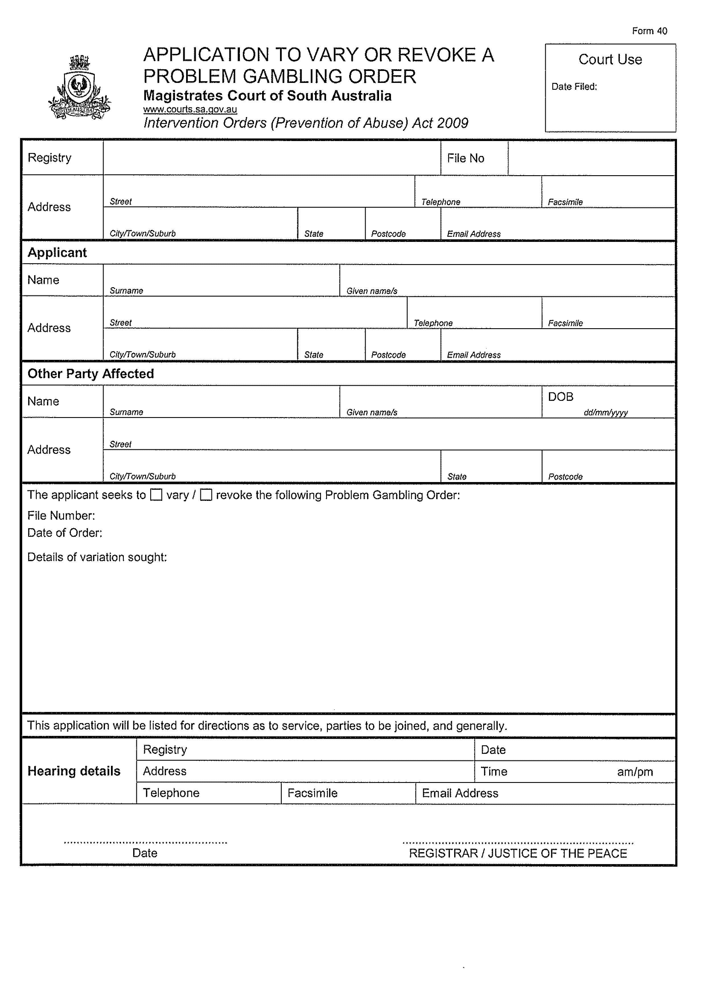 Form 40
APPLICATION TO VARY OR REVOKE A
PROBLEM GAMBLING ORDER
Magistrates Court of South Australia
www.courts.sa.gov.au
Intervention Orders (Prevention of Abuse) Act 2009
Court Use
Date Filed:
SOUTH AUSTRALIA
Registry
File No
Address
Street
Telephone
Facsimile
City/Town/Suburb
State
Postcode
Email Address
Applicant
Name
Surname
Given name/s
Address
Street
Telephone
Facsimile
City/Town/Suburb
State
Postcode
Email Address
Other Party Affected
Name
Surname
Given name/s
DOB
dd/mm/yyyy
Address
Street
City/Town/Suburb
State
Postcode
The applicant seeks to ☐ vary / ☐ revoke the following Problem Gambling Order:
File Number:
Date of Order:
Details of variation sought:
This application will be listed for directions as to service, parties to be joined, and generally.
Hearing details
Registry
Date
Address
Time am/pm
Telephone
Facsimile
Email Address
Date
REGISTRAR / JUSTICE OF THE PEACE